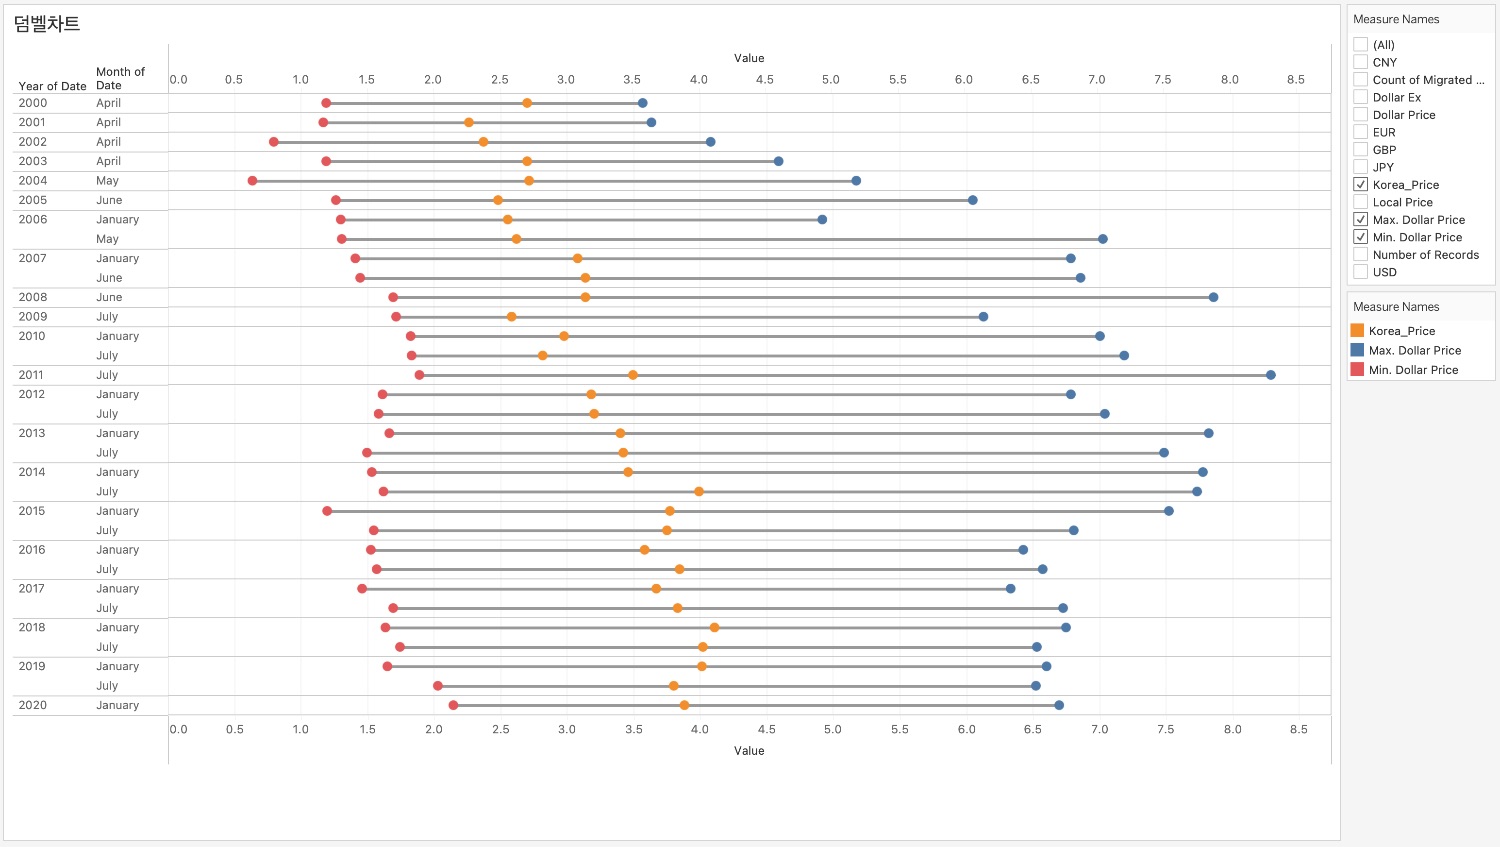 덤벨차트
Value
Year of Date Month of Date
0.0 0.5 1.0 1.5 2.0 2.5 3.0 3.5 4.0 4.5 5.0 5.5 6.0 6.5 7.0 7.5 8.0 8.5
2000 April
2001 April
2002 April
2003 April
2004 May
2005 June
2006 January
May
2007 January
June
2008 June
2009 July
2010 January
July
2011 July
2012 January
July
2013 January
July
2014 January
July
2015 January
July
2016 January
July
2017 January
July
2018 January
July
2019 January
July
2020 January
0.0 0.5 1.0 1.5 2.0 2.5 3.0 3.5 4.0 4.5 5.0 5.5 6.0 6.5 7.0 7.5 8.0 8.5
Value
Measure Names
(All)
CNY
Count of Migrated ...
Dollar Ex
Dollar Price
EUR
GBP
JPY
Korea_Price
Local Price
Max. Dollar Price
Min. Dollar Price
Number of Records
USD
Measure Names
Korea_Price
Max. Dollar Price
Min. Dollar Price